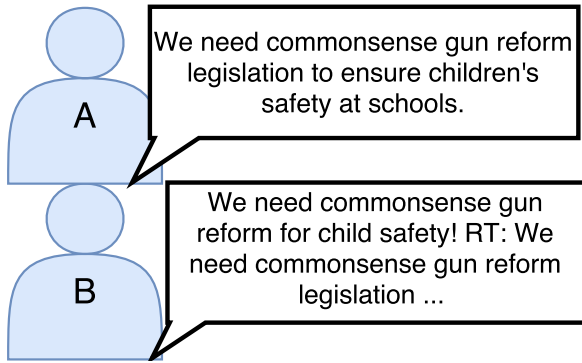 We need commonsense gun reform
legislation to ensure children's
safety at schools.
A
We need commonsense gun
reform for child safety! RT: We
need commonsense gun reform
legislation ...
B